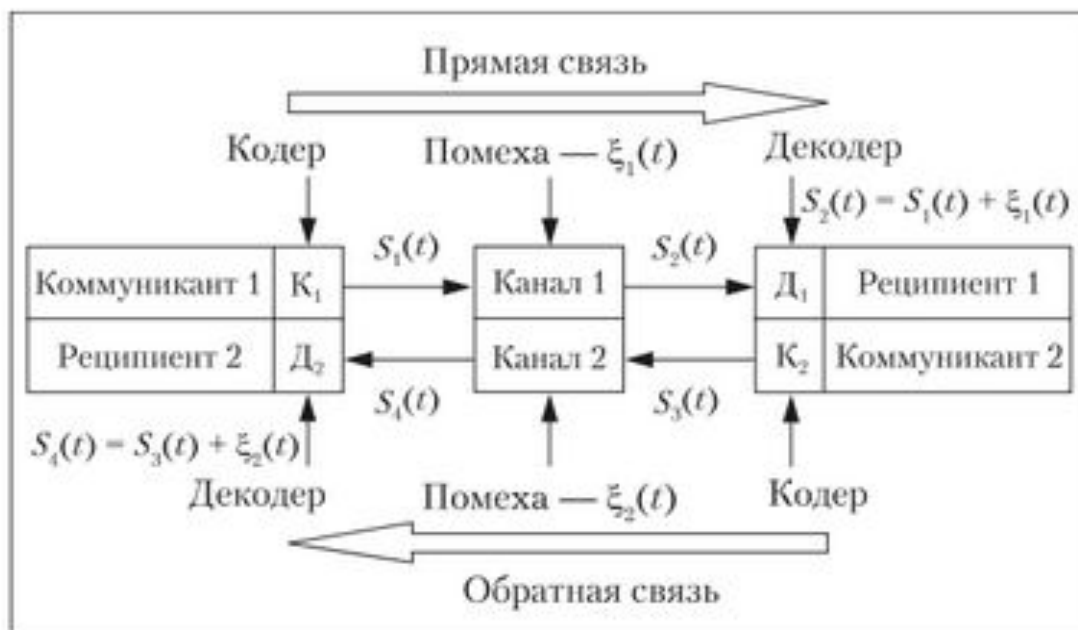 Прямая связь
Кодер
Помеха — ξ₁(t)
Декодер
S₂(t) = S₁(t) + ξ₁(t)
S₁(t)
S₂(t)
Коммуникант 1
К₁
Канал 1
Д₁
Реципиент 1
Реципиент 2
Д₂
Канал 2
К₂
Коммуникант 2
S₄(t)
S₃(t)
S₄(t) = S₃(t) + ξ₂(t)
Декодер
Помеха — ξ₂(t)
Кодер
Обратная связь